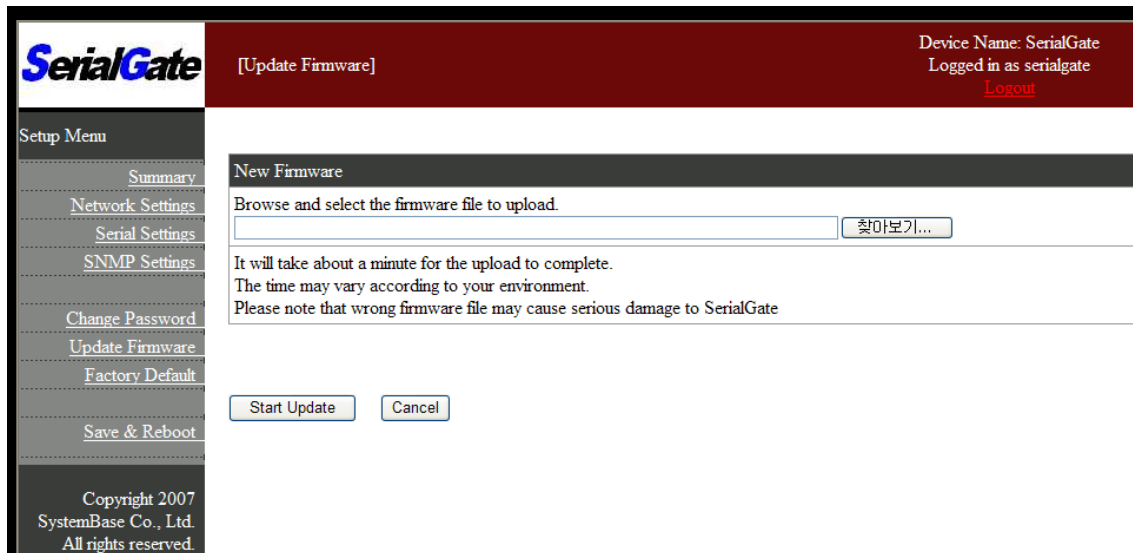 SerialGate
[Update Firmware]
Device Name: SerialGate
Logged in as serialgate
Logout
Setup Menu
Summary
Network Settings
Serial Settings
SNMP Settings
Change Password
Update Firmware
Factory Default
Save & Reboot
Copyright 2007
SystemBase Co., Ltd.
All rights reserved.
New Firmware
Browse and select the firmware file to upload.
찾아보기...
It will take about a minute for the upload to complete.
The time may vary according to your environment.
Please note that wrong firmware file may cause serious damage to SerialGate
Start Update
Cancel